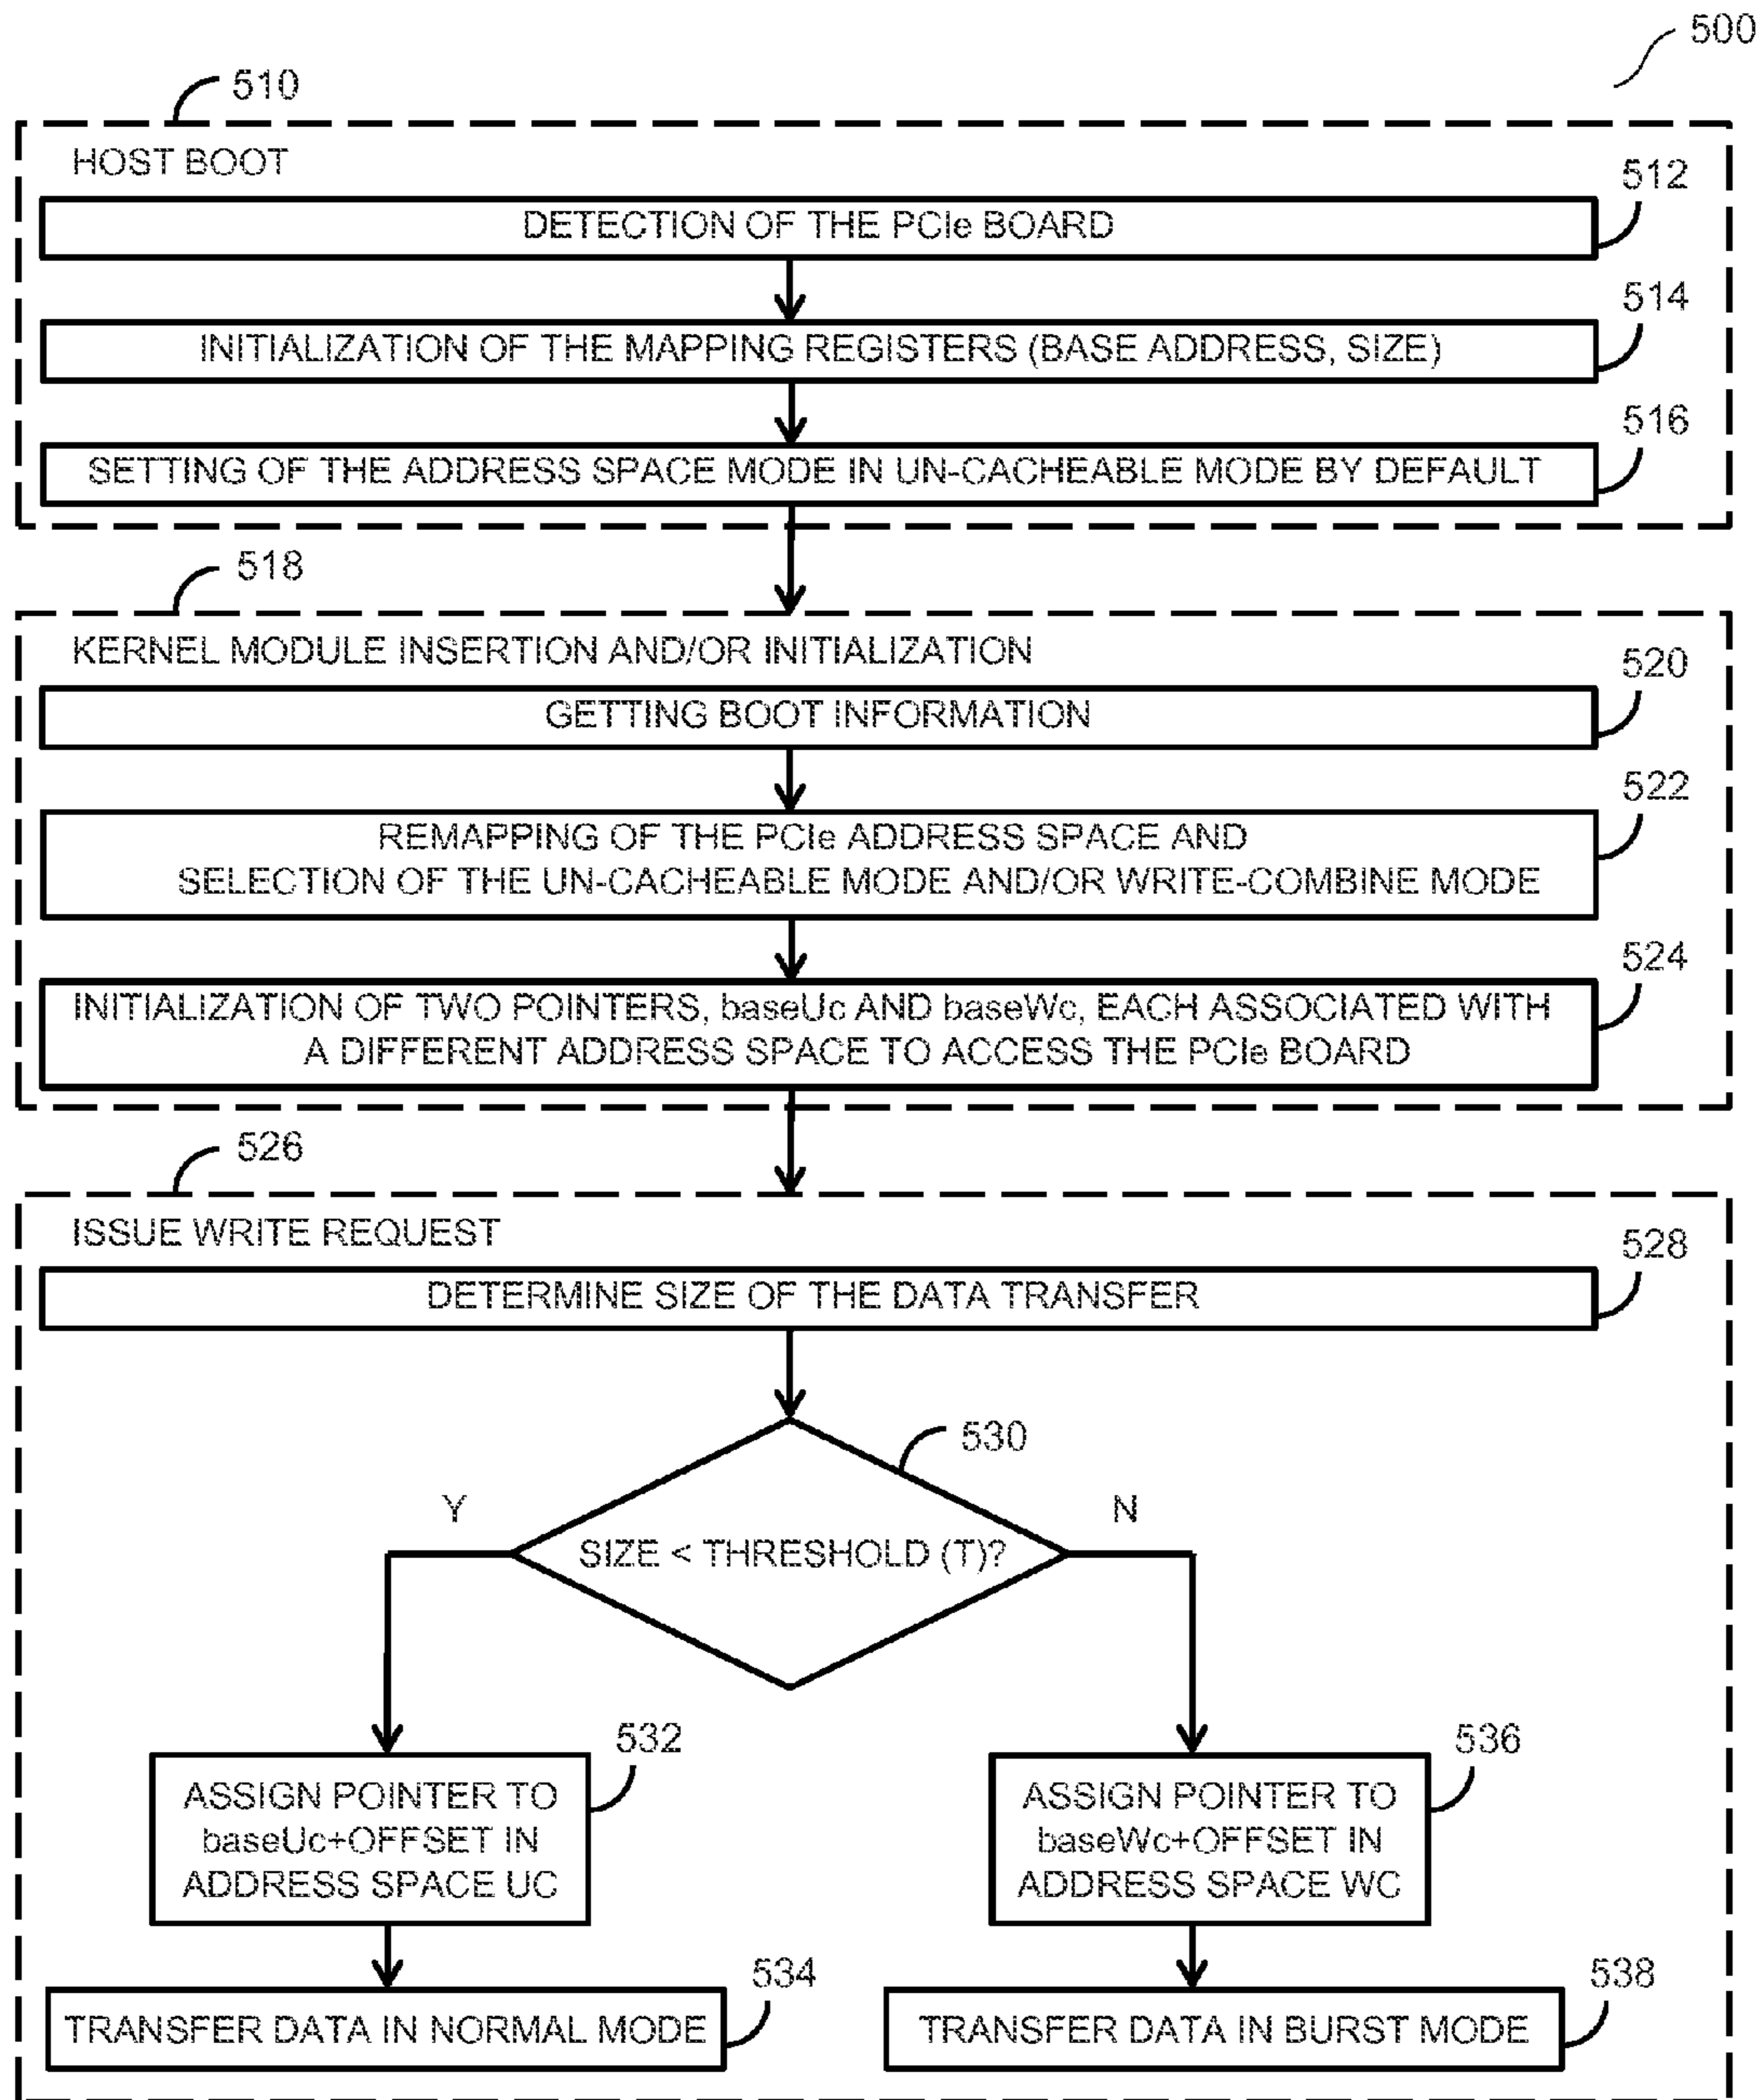 500
510
HOST BOOT
512
DETECTION OF THE PCIe BOARD
514
INITIALIZATION OF THE MAPPING REGISTERS (BASE ADDRESS, SIZE)
516
SETTING OF THE ADDRESS SPACE MODE IN UN-CACHEABLE MODE BY DEFAULT
518
KERNEL MODULE INSERTION AND/OR INITIALIZATION
520
GETTING BOOT INFORMATION
522
REMAPPING OF THE PCIe ADDRESS SPACE AND
SELECTION OF THE UN-CACHEABLE MODE AND/OR WRITE-COMBINE MODE
524
INITIALIZATION OF TWO POINTERS, baseUc AND baseWc, EACH ASSOCIATED WITH
A DIFFERENT ADDRESS SPACE TO ACCESS THE PCIe BOARD
526
ISSUE WRITE REQUEST
528
DETERMINE SIZE OF THE DATA TRANSFER
530
Y
N
SIZE < THRESHOLD (T)?
532
ASSIGN POINTER TO
baseUc+OFFSET IN
ADDRESS SPACE UC
536
ASSIGN POINTER TO
baseWc+OFFSET IN
ADDRESS SPACE WC
534
TRANSFER DATA IN NORMAL MODE
538
TRANSFER DATA IN BURST MODE